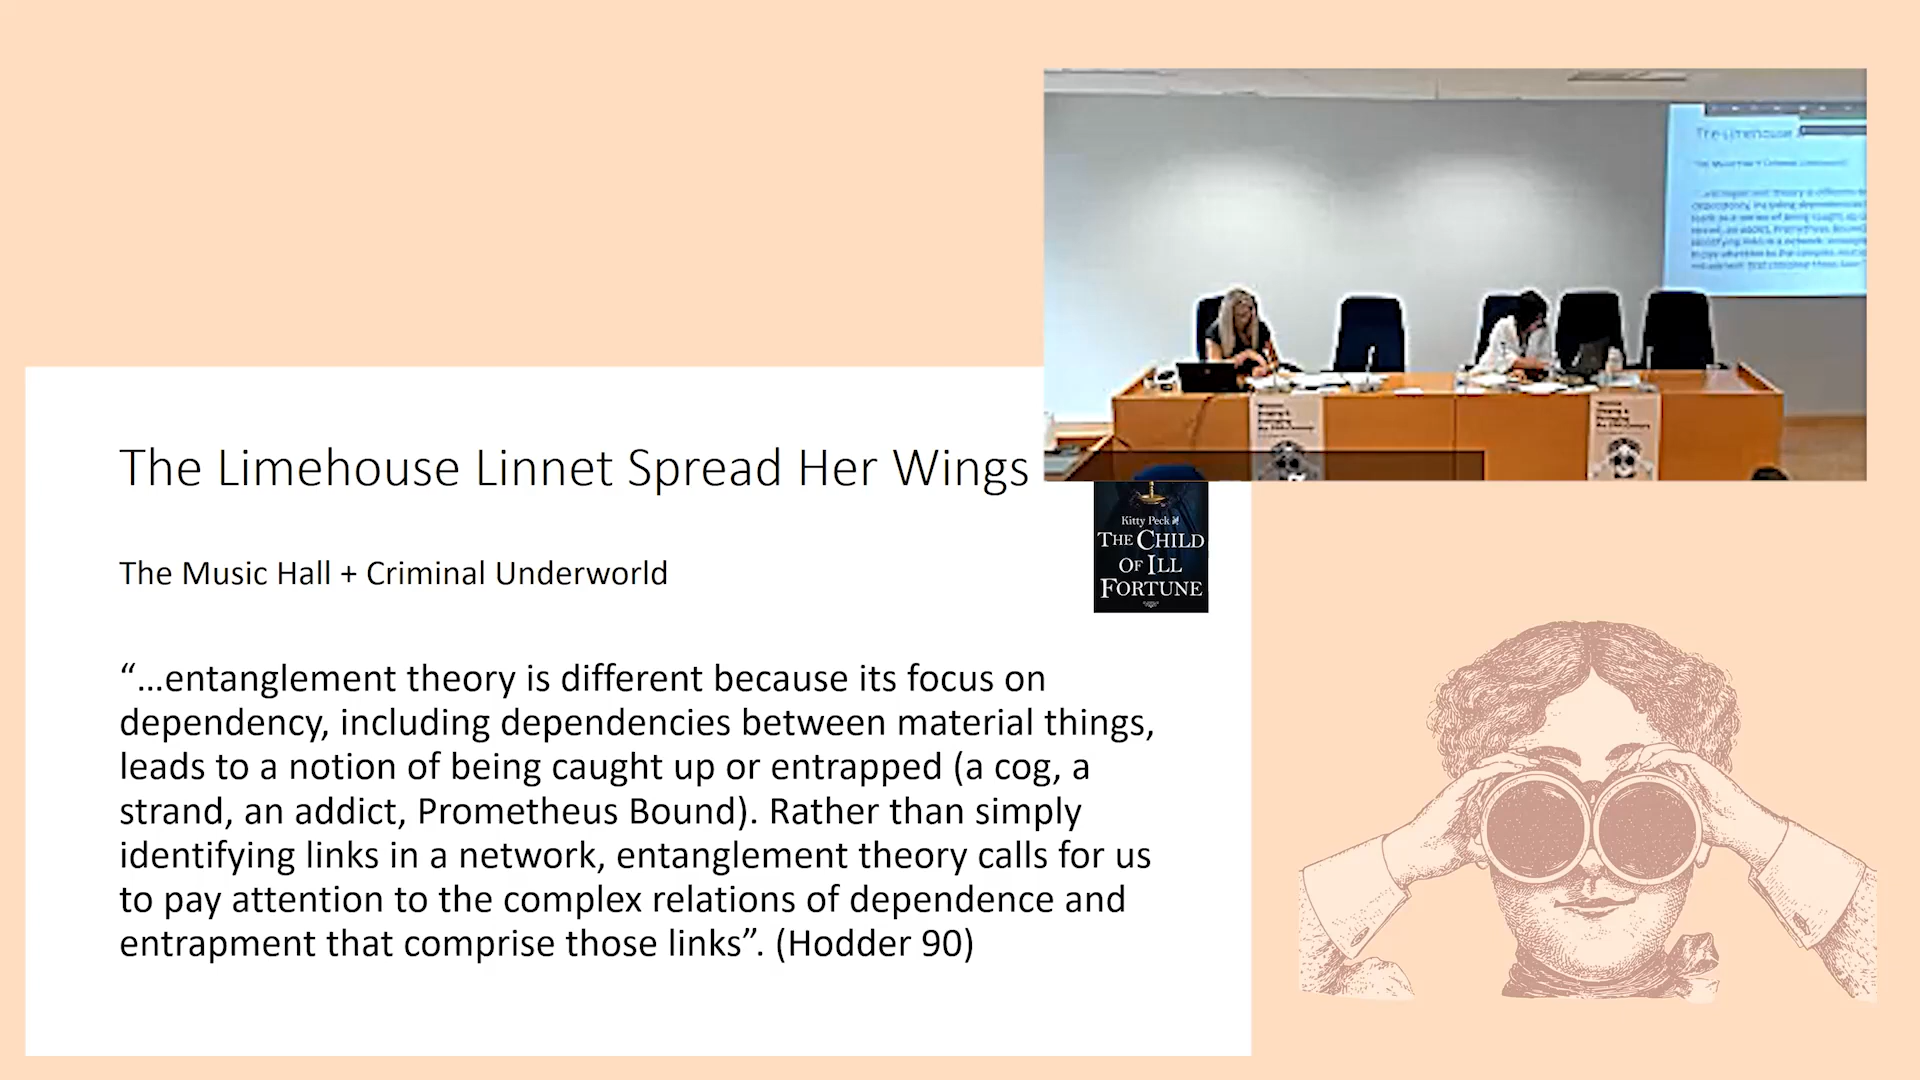 The Limehouse Linnet Spread Her Wings
The Music Hall + Criminal Underworld
“…entanglement theory is different because its focus on
dependency, including dependencies between material things,
leads to a notion of being caught up or entrapped (a cog, a
strand, an addict, Prometheus Bound). Rather than simply
identifying links in a network, entanglement theory calls for us
to pay attention to the complex relations of dependence and
entrapment that comprise those links”. (Hodder 90)
Kitty Peck
THE CHILD
OF ILL
FORTUNE
The Limehouse